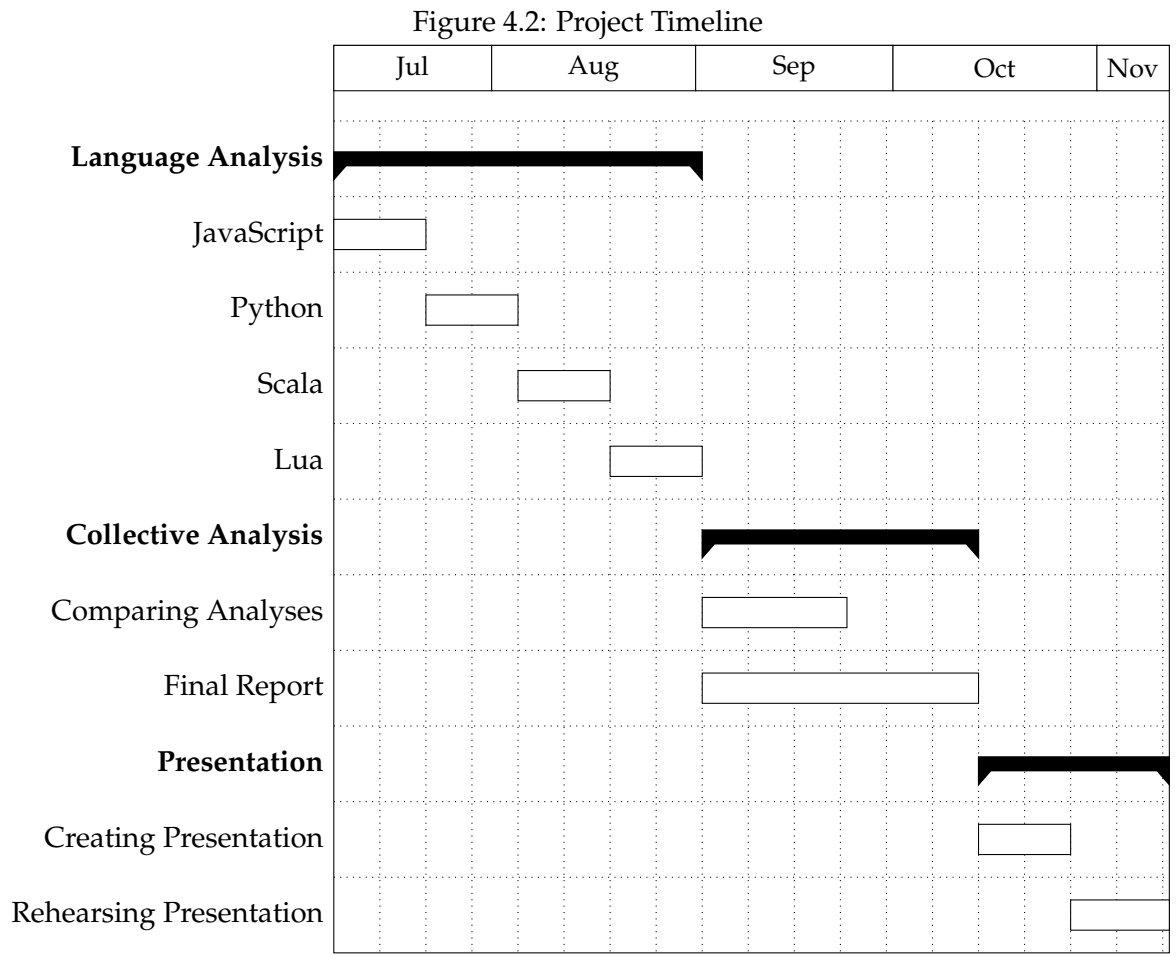 Figure 4.2: Project Timeline
Jul Aug Sep Oct Nov
Language Analysis
JavaScript
Python
Scala
Lua
Collective Analysis
Comparing Analyses
Final Report
Presentation
Creating Presentation
Rehearsing Presentation